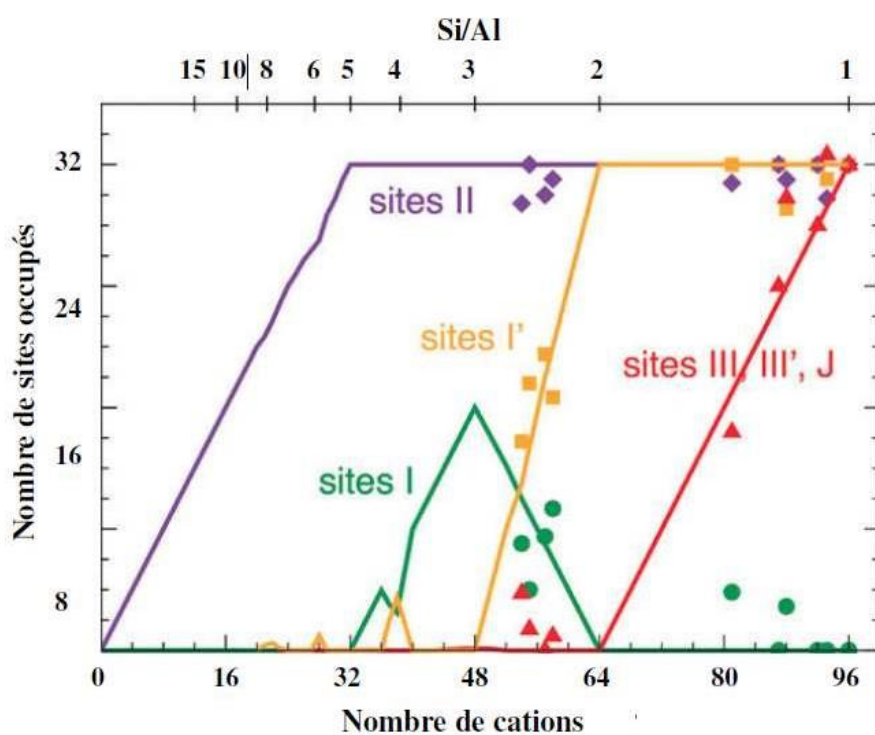 Si/Al
15 10 8 6 5 4 3 2 1
32
sites II
24
sites I'
sites III, III', J
16
sites I
8
0 16 32 48 64 80 96
Nombre de sites occupés
Nombre de cations